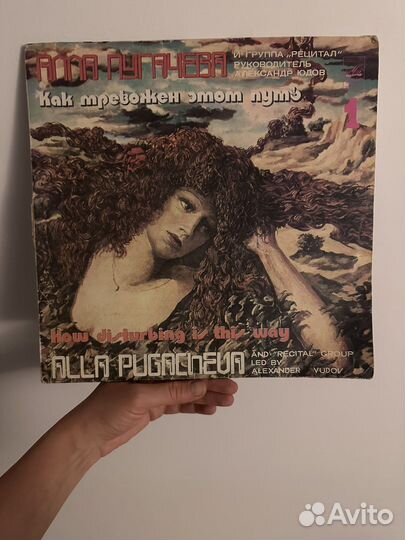 АЛЛА ПУГАЧЕВА
И ГРУППА „РЕЦИТАЛ"
РУКОВОДИТЕЛЬ
АЛЕКСАНДР ЮДОВ
Как тревожен этот путь
1
How disturbing is this way
ALLA PUGACHEVA
AND "RECITAL" GROUP
LED BY
ALEXANDER YUDOV
Avito